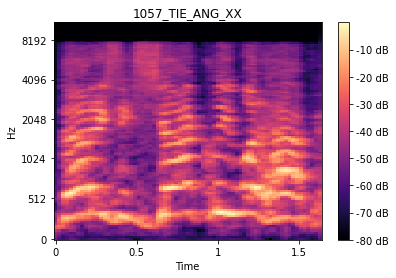 1057_TIE_ANG_XX
8192
4096
2048
1024
512
0
Hz
0
0.5
1
1.5
Time
-10 dB
-20 dB
-30 dB
-40 dB
-50 dB
-60 dB
-70 dB
-80 dB